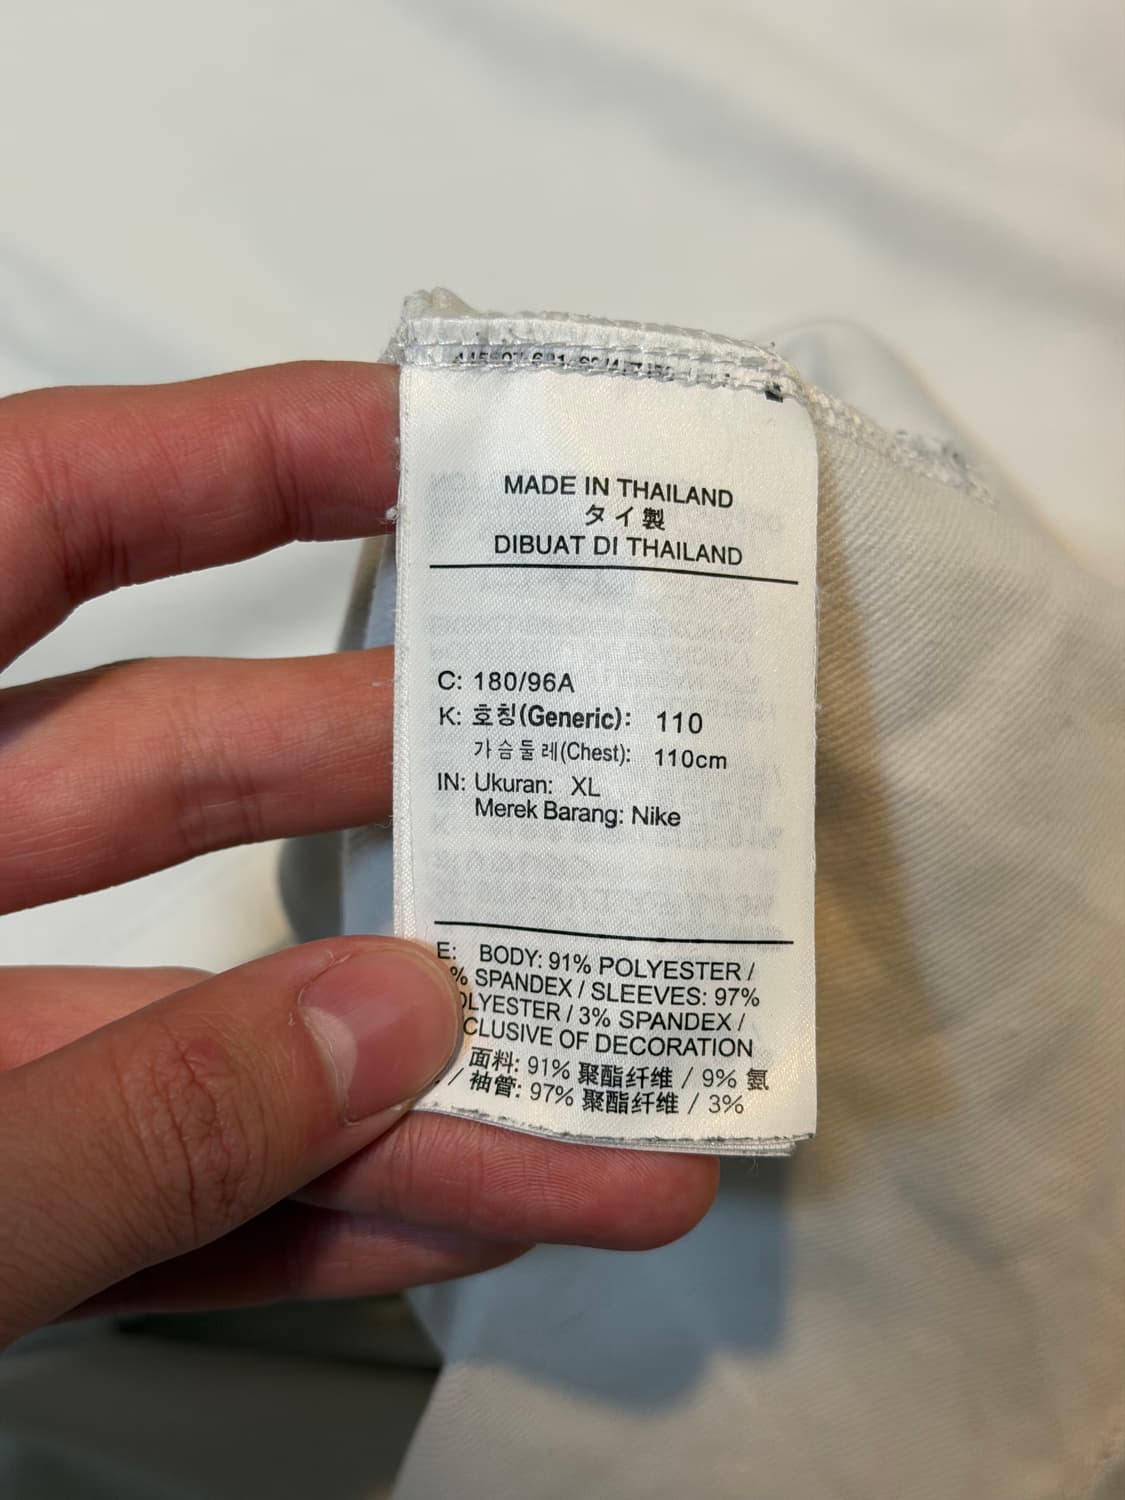 MADE IN THAILAND
タイ製
DIBUAT DI THAILAND
C: 180/96A
K: 호칭(Generic): 110
가슴둘레(Chest): 110cm
IN: Ukuran: XL
Merek Barang: Nike
E: BODY: 91% POLYESTER /
% SPANDEX / SLEEVES: 97%
OLYESTER / 3% SPANDEX /
CLUSIVE OF DECORATION
面料: 91% 聚酯纤维 / 9% 氨
/ 袖管: 97% 聚酯纤维 / 3%